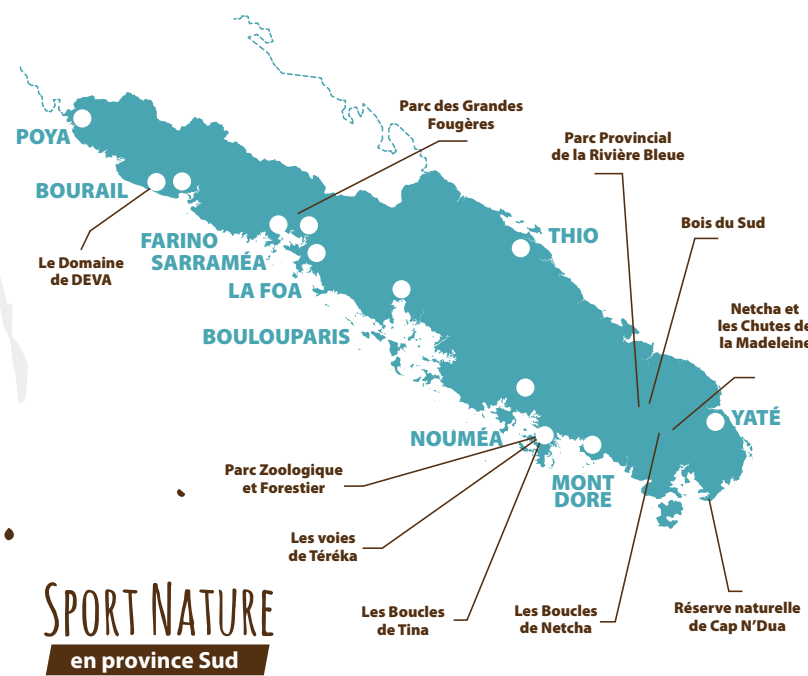 Parc des Grandes
Fougères
Parc Provincial
de la Rivière Bleue
POYA
BOURAIL
Bois du Sud
THIO
FARINO
SARRAMÉA
Le Domaine
de DEVA
LA FOA
Netcha et
les Chutes de
la Madeleine
BOULOUPARIS
YATÉ
NOUMÉA
Parc Zoologique
et Forestier
MONT
DORE
Les voies
de Téréka
Les Boucles
de Tina
Les Boucles
de Netcha
Réserve naturelle
de Cap N'Dua
SPORT NATURE
en province Sud